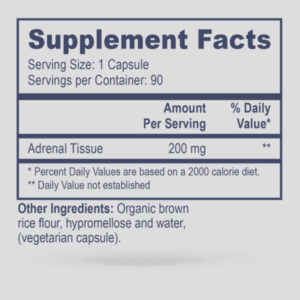 Supplement Facts
Serving Size: 1 Capsule
Servings per Container: 90
Amount Per Serving % Daily Value*
Adrenal Tissue 200 mg **
* Percent Daily Values are based on a 2000 calorie diet.
** Daily Value not established
Other Ingredients: Organic brown
rice flour, hypromellose and water,
(vegetarian capsule).